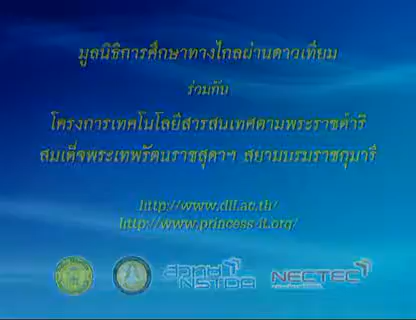 มูลนิธิการศึกษาทางไกลผ่านดาวเทียม
ร่วมกับ
โครงการเทคโนโลยีสารสนเทศตามพระราชดำริ
สมเด็จพระเทพรัตนราชสุดาฯ สยามบรมราชกุมารี
http://www.dlf.ac.th/
http://www.princess-it.org/
สวทช
NSTDA
NECTEC